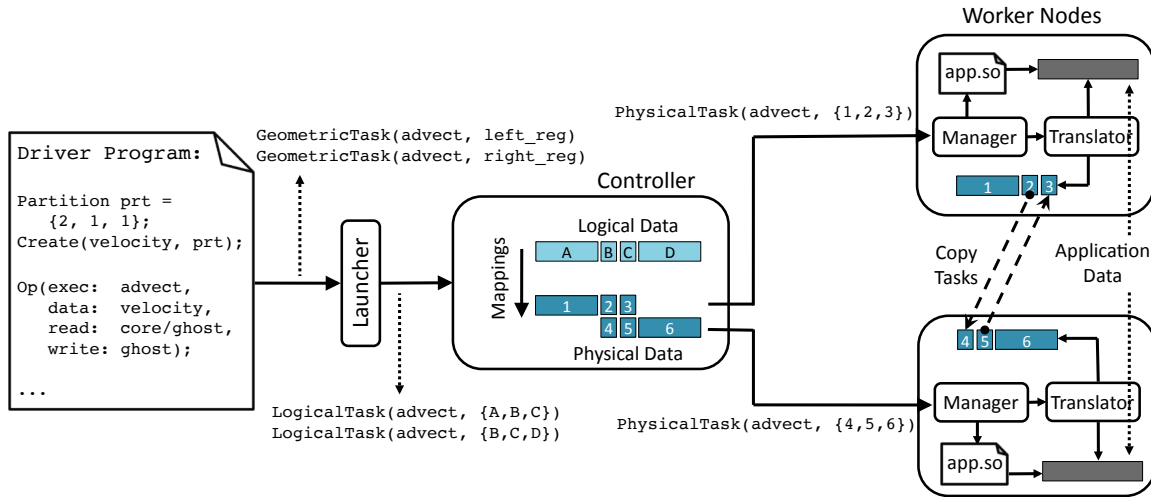 Driver Program:
Partition prt =
{2, 1, 1};
Create(velocity, prt);
Op(exec: advect,
data: velocity,
read: core/ghost,
write: ghost);
...
GeometricTask(advect, left_reg)
GeometricTask(advect, right_reg)
Launcher
LogicalTask(advect, {A,B,C})
LogicalTask(advect, {B,C,D})
Controller
Logical Data
A B C D
Mappings
1 2 3
4 5 6
Physical Data
PhysicalTask(advect, {1,2,3})
PhysicalTask(advect, {4,5,6})
Worker Nodes
app.so
Manager
Translator
1 2 3
Copy
Tasks
Application
Data
4 5 6
Manager
Translator
app.so